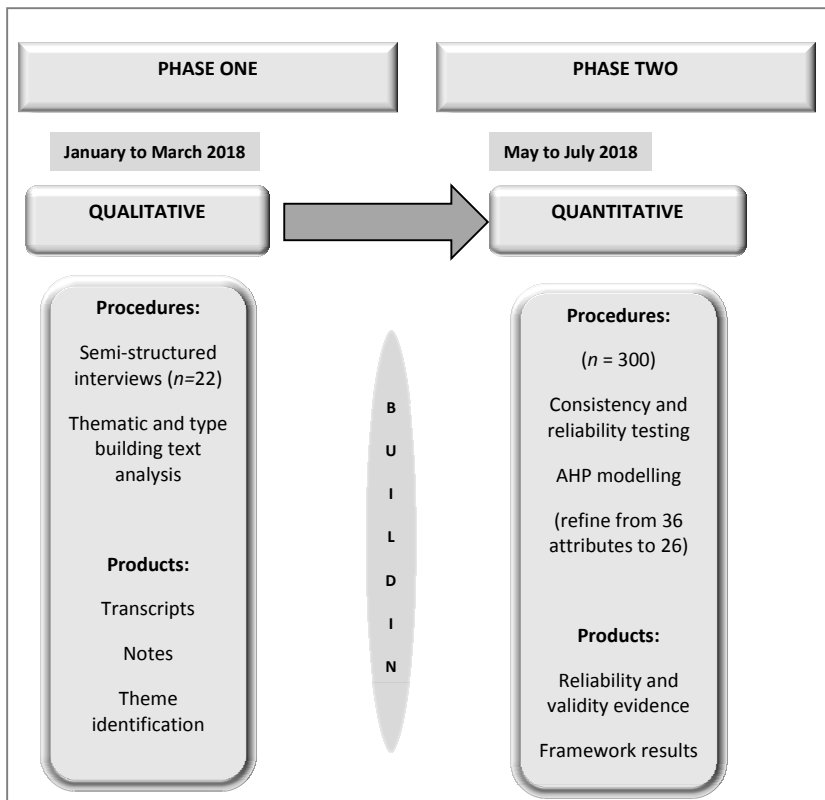 PHASE ONE
PHASE TWO
January to March 2018
May to July 2018
QUALITATIVE
QUANTITATIVE
Procedures:
Semi-structured
interviews (n=22)
Thematic and type
building text
analysis
Products:
Transcripts
Notes
Theme
identification
B
U
I
L
D
I
N
Procedures:
(n = 300)
Consistency and
reliability testing
AHP modelling
(refine from 36
attributes to 26)
Products:
Reliability and
validity evidence
Framework results